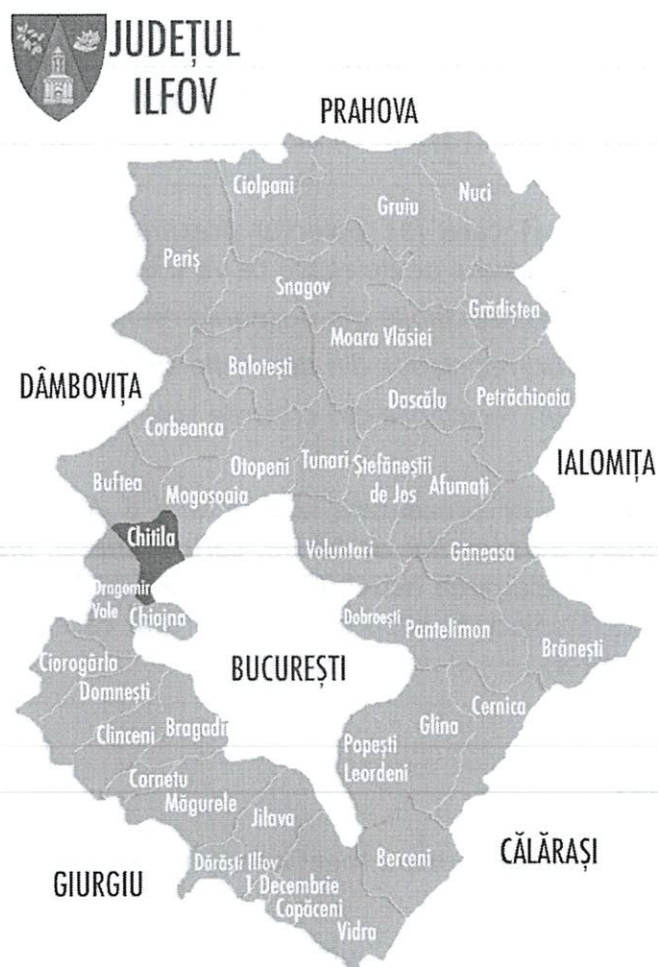 JUDEȚUL
ILFOV
PRAHOVA
Ciolpani
Nuci
Gruiu
Periș
Snagov
Grădiștea
Moara Vlăsiei
Balotești
DÂMBOVIȚA
Dascălu
Petrăchioaia
Corbeanca
Otopeni
Tunari
Ștefăneștii
de Jos
Afumați
IALOMIȚA
Buftea
Mogoșoaia
Chitila
Voluntari
Găneasa
Dragomir
Vale
Chiajna
Dobroești
Pantelimon
Brănești
Ciorogârla
BUCUREȘTI
Domnești
Cernica
Clinceni
Bragadir
Glina
Popești
Leordeni
Cornetu
Măgurele
Jilava
Dărăști Ilfov
Berceni
CĂLĂRAȘI
GIURGIU
1 Decembrie
Copăceni
Vidra